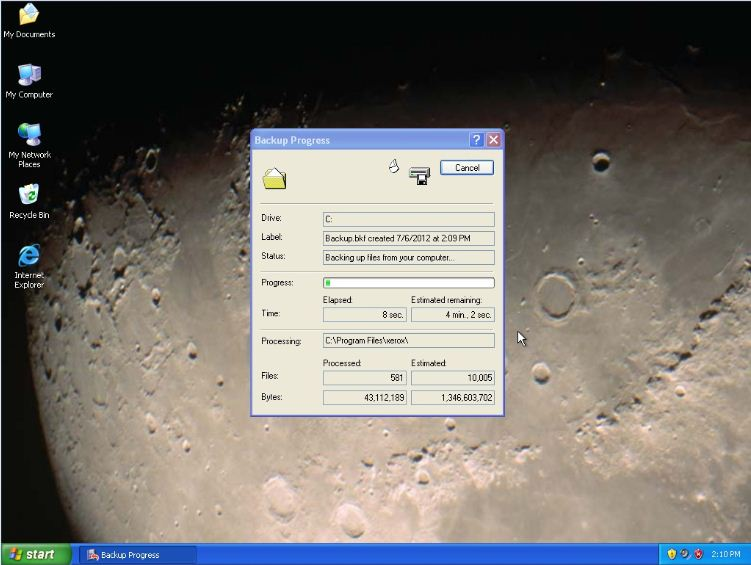 My Documents
My Computer
My Network
Places
Recycle Bin
Internet
Explorer
Backup Progress
Cancel
Drive:
C:
Label:
Backup.bkf created 7/6/2012 at 2:09 PM
Status:
Backing up files from your computer...
Progress:
Elapsed:
Estimated remaining:
Time:
8 sec.
4 min., 2 sec.
Processing:
C:\Program Files\xerox\
Processed:
Estimated:
Files:
591
10,005
Bytes:
43,112,189
1,346,603,702
start
Backup Progress
2:10 PM